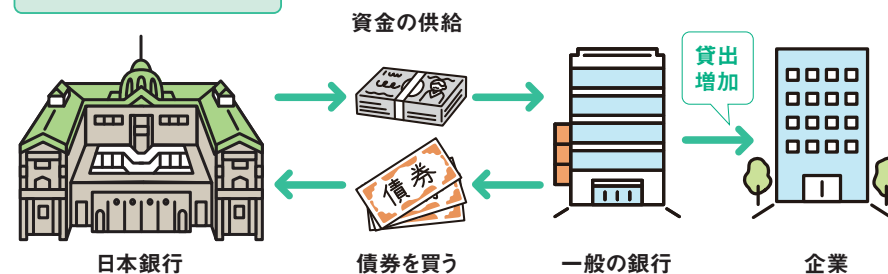 資金の供給
貸出
増加
債券
日本銀行
債券を買う
一般の銀行
企業